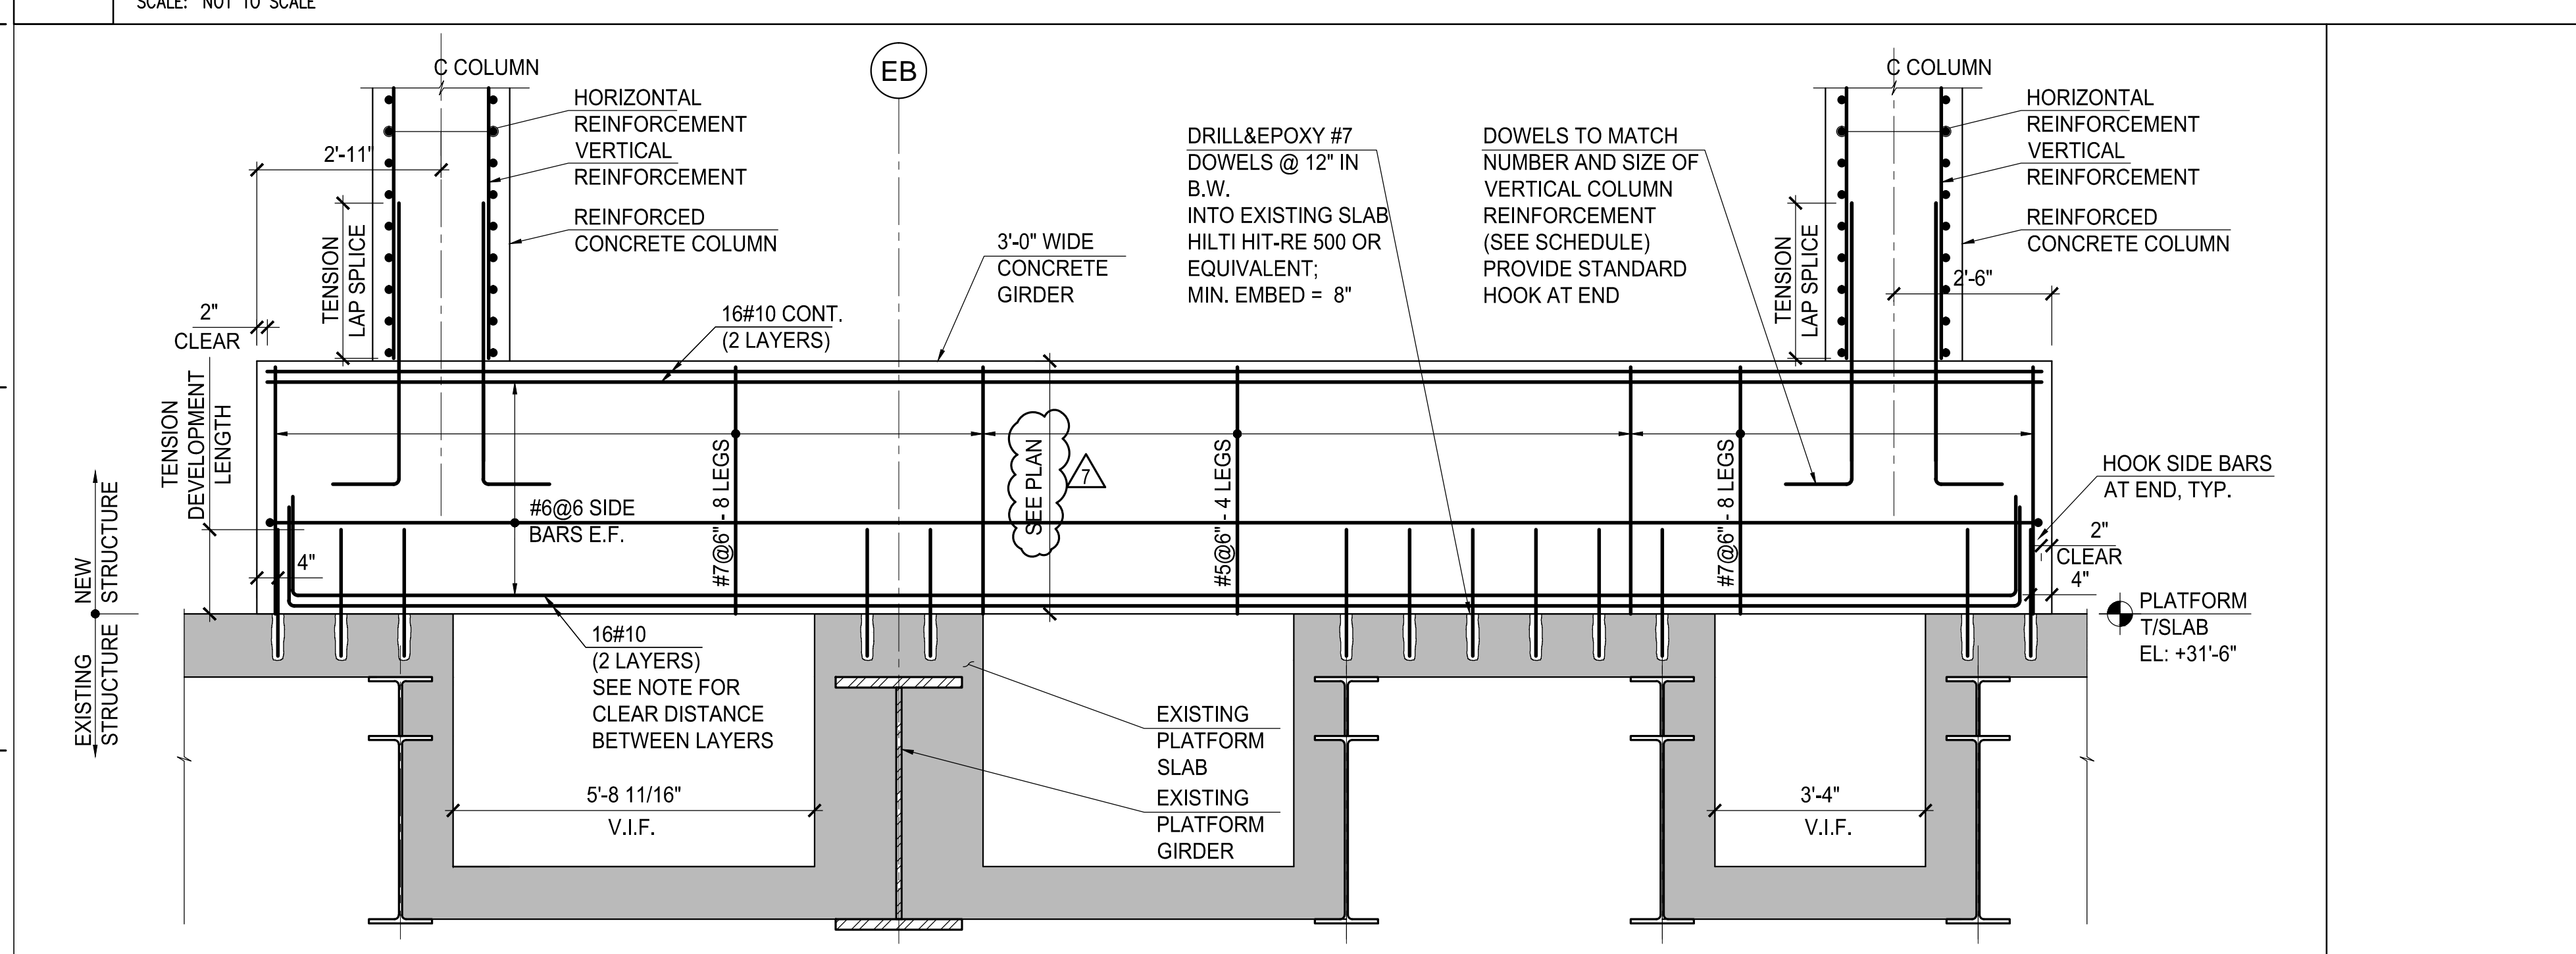 SCALE: NOT TO SCALE
C COLUMN
HORIZONTAL
REINFORCEMENT
VERTICAL
REINFORCEMENT
REINFORCED
CONCRETE COLUMN
2'-11"
TENSION
LAP SPLICE
2"
CLEAR
TENSION
DEVELOPMENT
LENGTH
EB
16#10 CONT.
(2 LAYERS)
3'-0" WIDE
CONCRETE
GIRDER
DRILL&EPOXY #7
DOWELS @ 12" IN
B.W.
INTO EXISTING SLAB
HILTI HIT-RE 500 OR
EQUIVALENT;
MIN. EMBED = 8"
DOWELS TO MATCH
NUMBER AND SIZE OF
VERTICAL COLUMN
REINFORCEMENT
(SEE SCHEDULE)
PROVIDE STANDARD
HOOK AT END
C COLUMN
HORIZONTAL
REINFORCEMENT
VERTICAL
REINFORCEMENT
REINFORCED
CONCRETE COLUMN
TENSION
LAP SPLICE
2'-6"
NEW
STRUCTURE
EXISTING
STRUCTURE
4"
#6@6 SIDE
BARS E.F.
#7@6" - 8 LEGS
SEE PLAN
7
#5@6" - 4 LEGS
#7@6" - 8 LEGS
HOOK SIDE BARS
AT END, TYP.
2"
CLEAR
4"
PLATFORM
T/SLAB
EL: +31'-6"
16#10
(2 LAYERS)
SEE NOTE FOR
CLEAR DISTANCE
BETWEEN LAYERS
5'-8 11/16"
V.I.F.
EXISTING
PLATFORM
SLAB
EXISTING
PLATFORM
GIRDER
3'-4"
V.I.F.